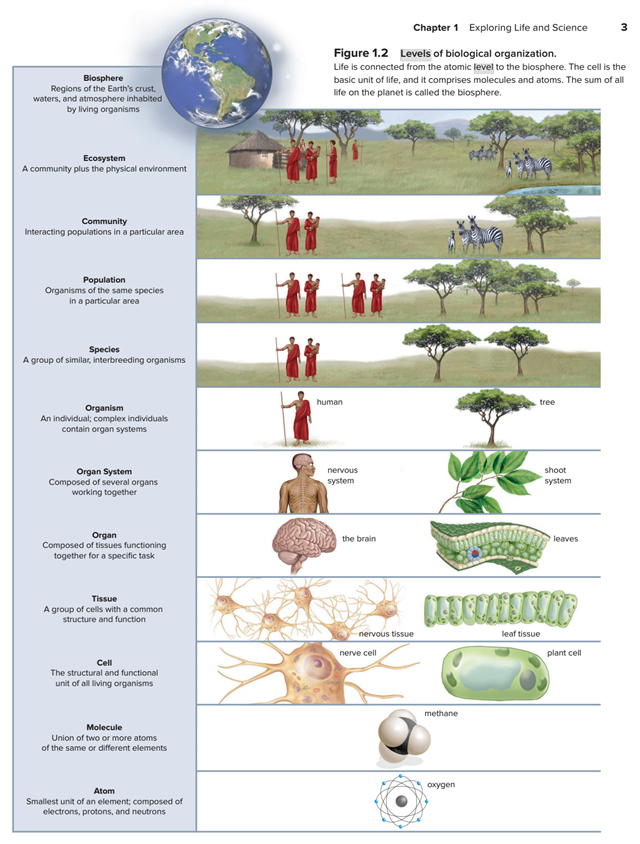 Chapter 1 Exploring Life and Science 3
Figure 1.2 Levels of biological organization.
Life is connected from the atomic level to the biosphere. The cell is the
basic unit of life, and it comprises molecules and atoms. The sum of all
life on the planet is called the biosphere.
Biosphere
Regions of the Earth's crust,
waters, and atmosphere inhabited
by living organisms
Ecosystem
A community plus the physical environment
Community
Interacting populations in a particular area
Population
Organisms of the same species
in a particular area
Species
A group of similar, interbreeding organisms
Organism
An individual; complex individuals
contain organ systems
human
tree
Organ System
Composed of several organs
working together
nervous
system
shoot
system
Organ
Composed of tissues functioning
together for a specific task
the brain
leaves
Tissue
A group of cells with a common
structure and function
nervous tissue
leaf tissue
Cell
The structural and functional
unit of all living organisms
nerve cell
plant cell
Molecule
Union of two or more atoms
of the same or different elements
methane
Atom
Smallest unit of an element; composed of
electrons, protons, and neutrons
oxygen